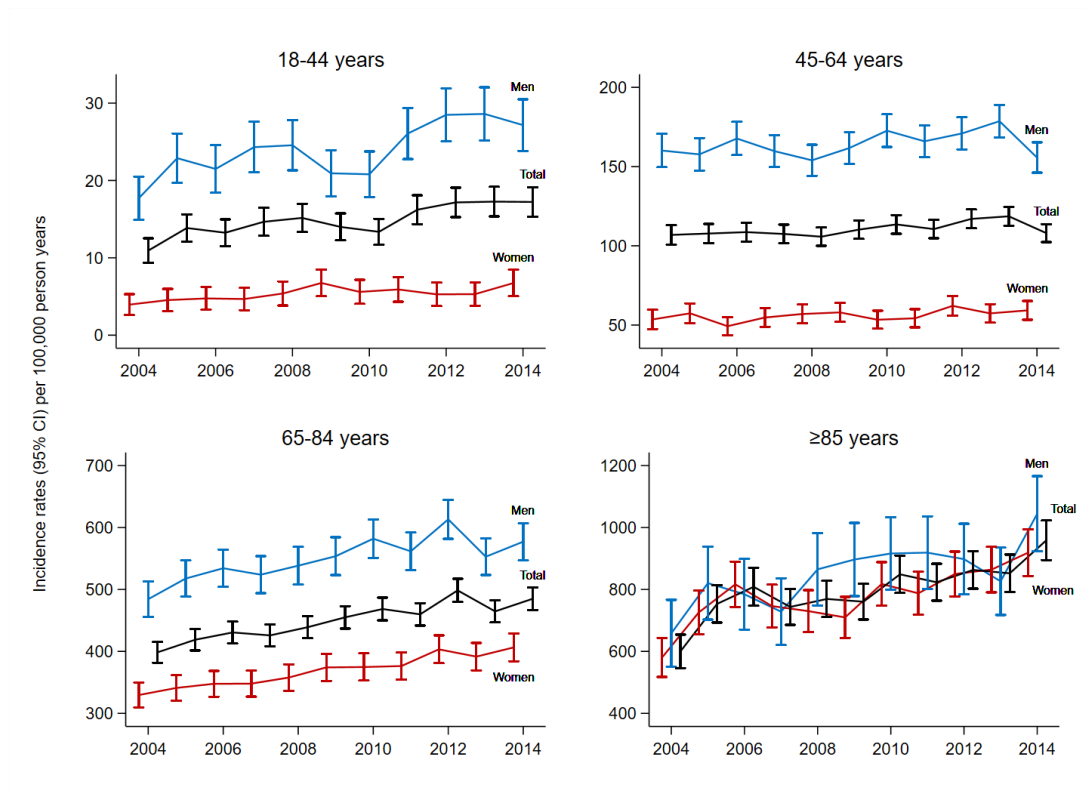 Incidence rates (95% CI) per 100,000 person years
18-44 years
30
20
10
0
Men
Total
Women
2004 2006 2008 2010 2012 2014
45-64 years
200
150
100
50
Men
Total
Women
2004 2006 2008 2010 2012 2014
65-84 years
700
600
500
400
300
Men
Total
Women
2004 2006 2008 2010 2012 2014
≥85 years
1200
1000
800
600
400
Men
Total
Women
2004 2006 2008 2010 2012 2014